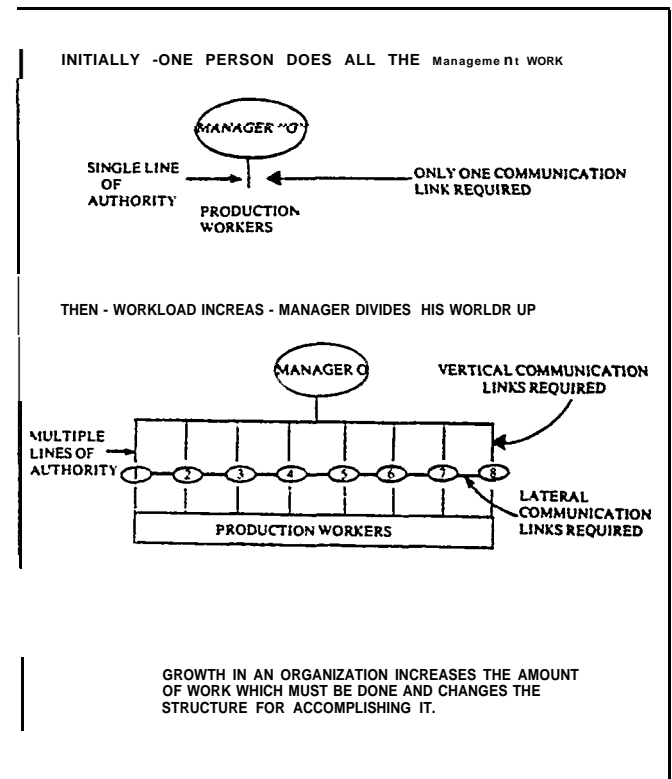 INITIALLY -ONE PERSON DOES ALL THE Manageme nt WORK
MANAGER "O"
SINGLE LINE
OF
AUTHORITY
ONLY ONE COMMUNICATION
LINK REQUIRED
PRODUCTION
WORKERS
THEN - WORKLOAD INCREAS - MANAGER DIVIDES HIS WORLDR UP
MANAGER O
VERTICAL COMMUNICATION
LINKS REQUIRED
MULTIPLE
LINES OF
AUTHORITY
1 2 3 4 5 6 7 8
LATERAL
COMMUNICATION
LINKS REQUIRED
PRODUCTION WORKERS
GROWTH IN AN ORGANIZATION INCREASES THE AMOUNT
OF WORK WHICH MUST BE DONE AND CHANGES THE
STRUCTURE FOR ACCOMPLISHING IT.